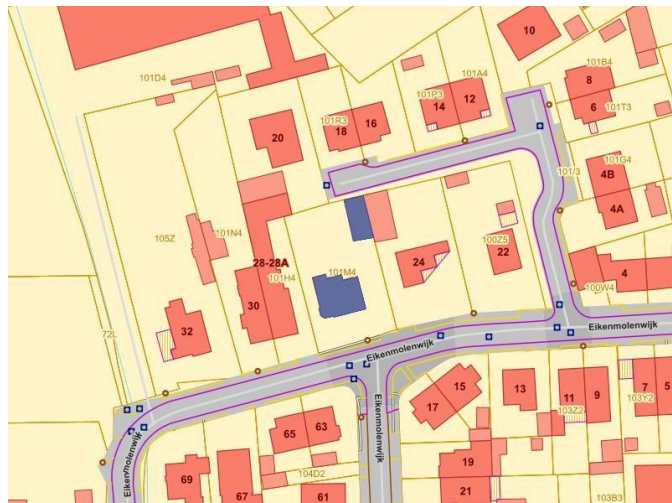 10
101D4
101A4
101B4
8
101P3
14
12
6
101T3
101R3
18
16
20
101G4
101/3
4B
4A
105Z
101N4
100Z5
22
28-28A
101H4
101M4
24
4
100W4
30
32
72L
Eikenmolenwijk
Eikenmolenwijk
15
17
13
11
9
7
5
103Y2
103Z2
Eikenmolenwijk
65
63
Eikenmolenwijk
104D2
19
69
67
61
21
103B3